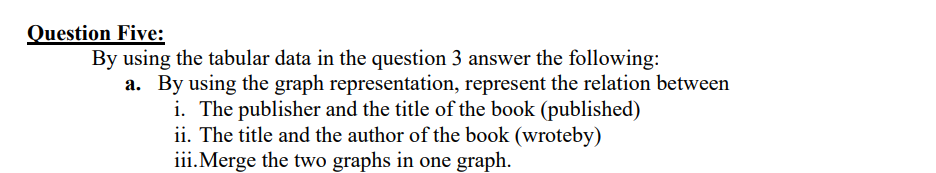 Question Five:
By using the tabular data in the question 3 answer the following:
a. By using the graph representation, represent the relation between
i. The publisher and the title of the book (published)
ii. The title and the author of the book (wroteby)
iii.Merge the two graphs in one graph.